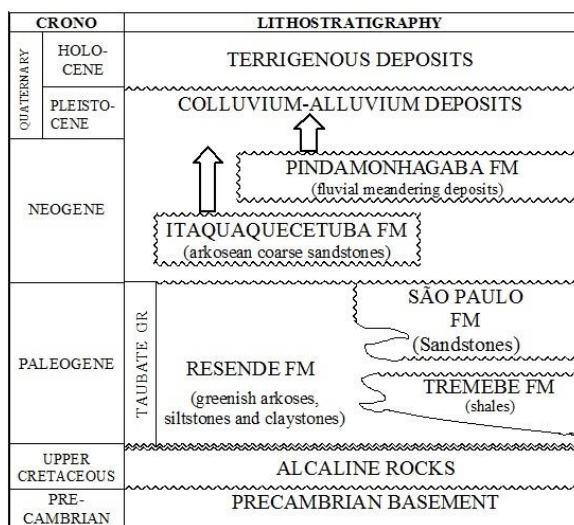 CRONO
LITHOSTRATIGRAPHY
QUATERNARY
HOLO-
CENE
TERRIGENOUS DEPOSITS
PLEISTO-
CENE
COLLUVIUM-ALLUVIUM DEPOSITS
NEOGENE
PINDAMONHAGABA FM
(fluvial meandering deposits)
ITAQUAQUECETUBA FM
(arkosean coarse sandstones)
PALEOGENE
TAUBATE GR
RESENDE FM
(greenish arkoses,
siltstones and claystones)
SÃO PAULO
FM
(Sandstones)
TREMEBE FM
(shales)
UPPER
CRETACEOUS
ALCALINE ROCKS
PRE-
CAMBRIAN
PRECAMBRIAN BASEMENT